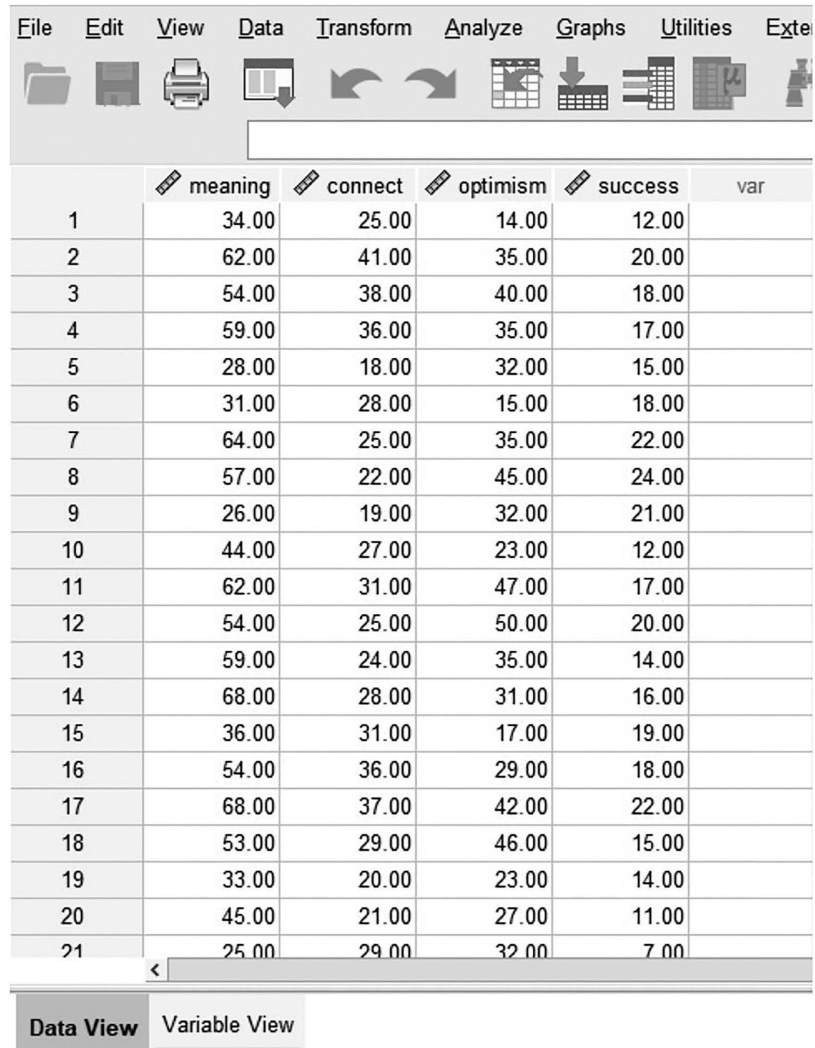 File Edit View Data Transform Analyze Graphs Utilities Exte
μ
meaning connect optimism success var
1 34.00 25.00 14.00 12.00
2 62.00 41.00 35.00 20.00
3 54.00 38.00 40.00 18.00
4 59.00 36.00 35.00 17.00
5 28.00 18.00 32.00 15.00
6 31.00 28.00 15.00 18.00
7 64.00 25.00 35.00 22.00
8 57.00 22.00 45.00 24.00
9 26.00 19.00 32.00 21.00
10 44.00 27.00 23.00 12.00
11 62.00 31.00 47.00 17.00
12 54.00 25.00 50.00 20.00
13 59.00 24.00 35.00 14.00
14 68.00 28.00 31.00 16.00
15 36.00 31.00 17.00 19.00
16 54.00 36.00 29.00 18.00
17 68.00 37.00 42.00 22.00
18 53.00 29.00 46.00 15.00
19 33.00 20.00 23.00 14.00
20 45.00 21.00 27.00 11.00
21 25.00 29.00 32.00 7.00
Data View Variable View